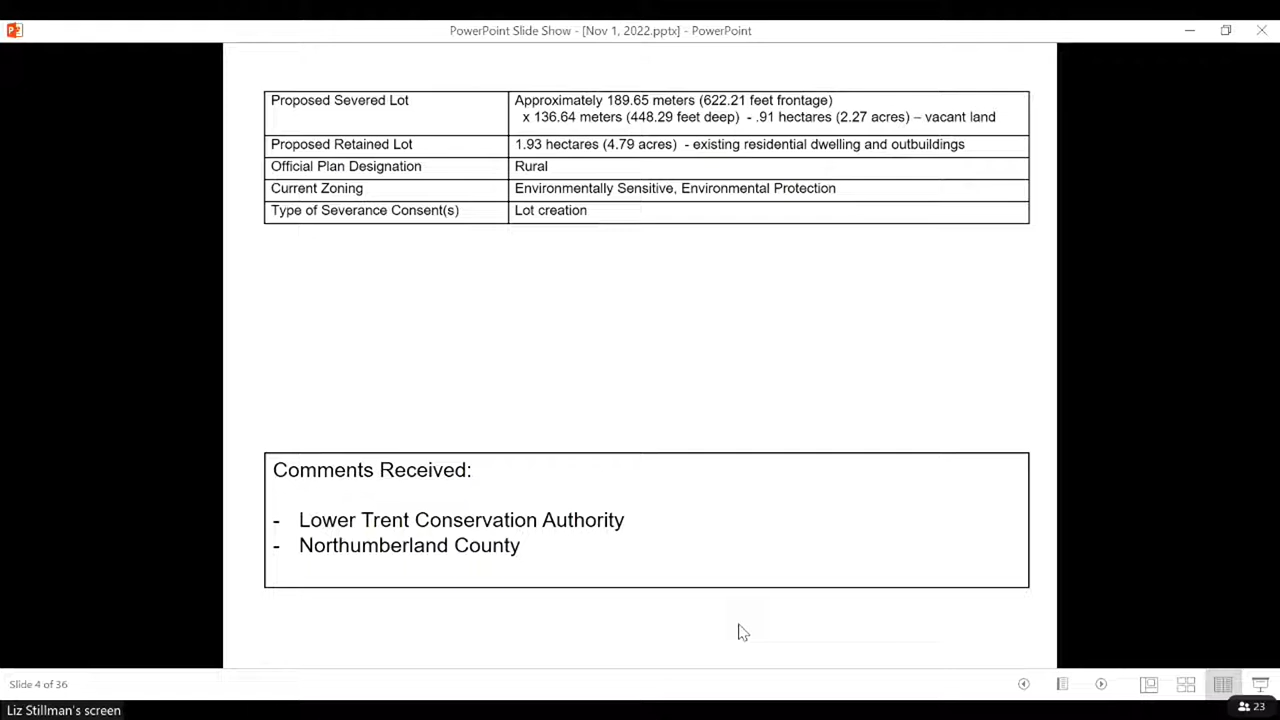 PowerPoint Slide Show - [Nov 1, 2022.pptx] - PowerPoint
Proposed Severed Lot
Approximately 189.65 meters (622.21 feet frontage)
x 136.64 meters (448.29 feet deep) - .91 hectares (2.27 acres) – vacant land
Proposed Retained Lot
1.93 hectares (4.79 acres) - existing residential dwelling and outbuildings
Official Plan Designation
Rural
Current Zoning
Environmentally Sensitive, Environmental Protection
Type of Severance Consent(s)
Lot creation
Comments Received:
- Lower Trent Conservation Authority
- Northumberland County
Slide 4 of 36
Liz Stillman's screen
23